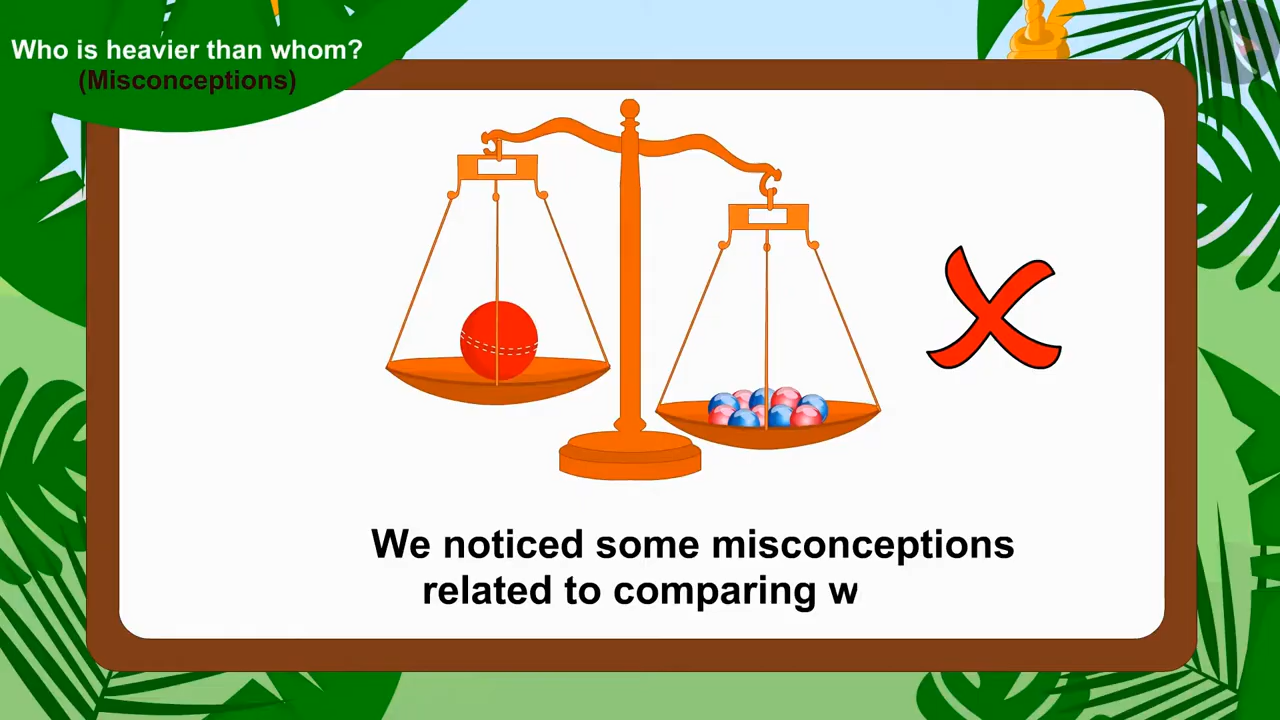 Who is heavier than whom?
(Misconceptions)
We noticed some misconceptions
related to comparing w